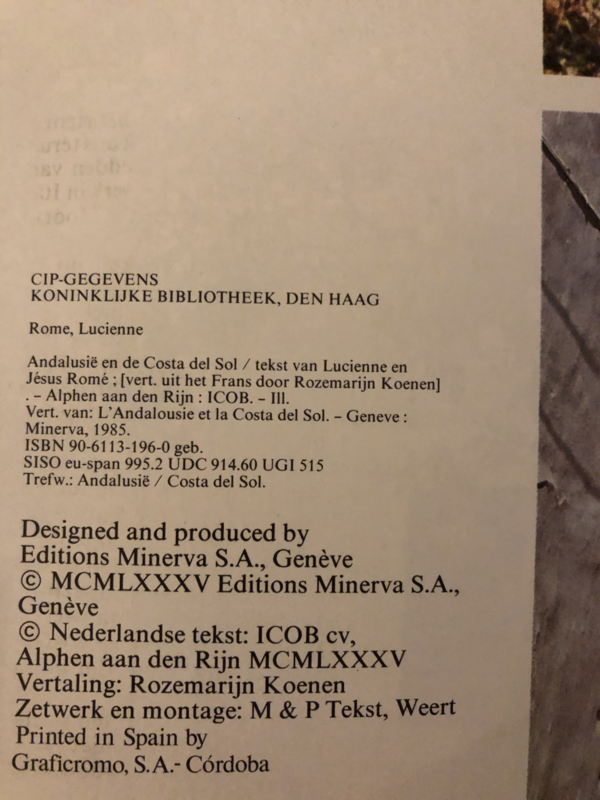 CIP-GEGEVENS
KONINKLIJKE BIBLIOTHEEK, DEN HAAG
Rome, Lucienne
Andalusië en de Costa del Sol / tekst van Lucienne en
Jésus Romé ; [vert. uit het Frans door Rozemarijn Koenen]
. – Alphen aan den Rijn : ICOB. – Ill.
Vert. van: L'Andalousie et la Costa del Sol. – Geneve :
Minerva, 1985.
ISBN 90-6113-196-0 geb.
SISO eu-span 995.2 UDC 914.60 UGI 515
Trefw.: Andalusië / Costa del Sol.
Designed and produced by
Editions Minerva S.A., Genève
© MCMLXXXV Editions Minerva S.A.,
Genève
© Nederlandse tekst: ICOB cv,
Alphen aan den Rijn MCMLXXXV
Vertaling: Rozemarijn Koenen
Zetwerk en montage: M & P Tekst, Weert
Printed in Spain by
Graficromo, S.A.- Córdoba